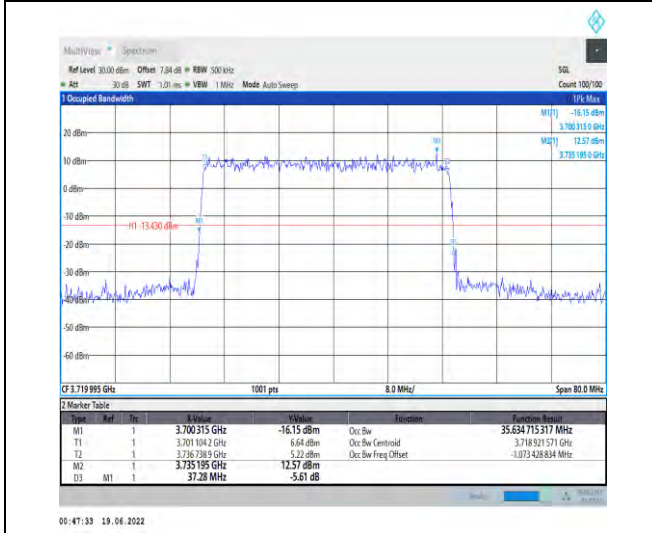 MultiView Spectrum
Ref Level 30.00 dBm Offset 7.84 dB RBW 500 kHz SGL
Att 30 dB SWT 1.01 ms VBW 1 MHz Mode Auto Sweep Count 100/100
1 Occupied Bandwidth 1Pk Max
M1[1] -16.15 dBm
3.700 315 0 GHz
M2[1] 12.57 dBm
3.735 195 0 GHz
20 dBm
M2
10 dBm
T1
T2
0 dBm
-10 dBm
H1 -13.430 dBm
M1
-20 dBm
D3
-30 dBm
-40 dBm
-50 dBm
-60 dBm
CF 3.719 995 GHz 1001 pts 8.0 MHz/ Span 80.0 MHz
2 Marker Table
Type Ref Trc X-Value Y-Value Function Function Result
M1 1 3.700 315 GHz -16.15 dBm Occ Bw 35.634 715 317 MHz
T1 1 3.701 104 2 GHz 6.64 dBm Occ Bw Centroid 3.718 921 571 GHz
T2 1 3.736 738 9 GHz 5.22 dBm Occ Bw Freq Offset -1.073 428 834 MHz
M2 1 3.735 195 GHz 12.57 dBm
D3 M1 1 37.28 MHz -5.61 dB
00:47:33 19.06.2022